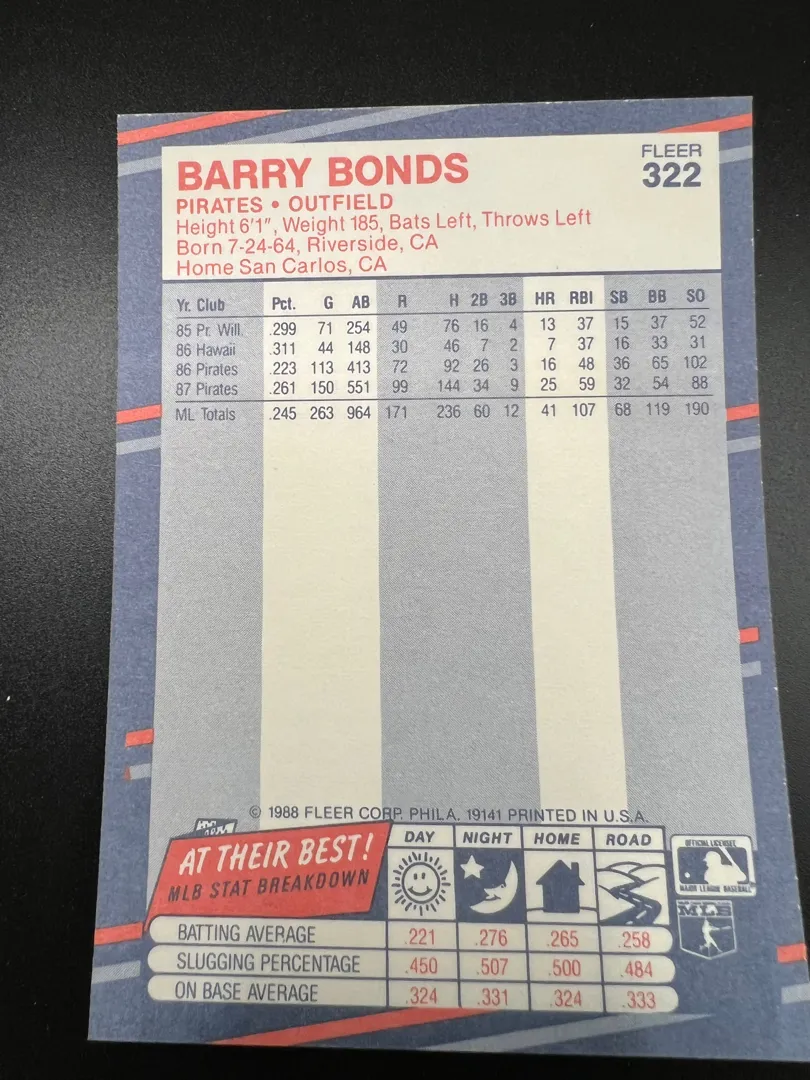 FLEER
BARRY BONDS 322
PIRATES • OUTFIELD
Height 6'1", Weight 185, Bats Left, Throws Left
Born 7-24-64, Riverside, CA
Home San Carlos, CA
Yr. Club Pct. G AB R H 2B 3B HR RBI SB BB SO
85 Pr. Will. .299 71 254 49 76 16 4 13 37 15 37 52
86 Hawaii .311 44 148 30 46 7 2 7 37 16 33 31
86 Pirates .223 113 413 72 92 26 3 16 48 36 65 102
87 Pirates .261 150 551 99 144 34 9 25 59 32 54 88
ML Totals .245 263 964 171 236 60 12 41 107 68 119 190
© 1988 FLEER CORP. PHILA. 19141 PRINTED IN U.S.A.
AT THEIR BEST!
MLB STAT BREAKDOWN
DAY NIGHT HOME ROAD
BATTING AVERAGE .221 .276 .265 .258
SLUGGING PERCENTAGE .450 .507 .500 .484
ON BASE AVERAGE .324 .331 .324 .333
OFFICIAL LICENSEE
MAJOR LEAGUE BASEBALL
MLB